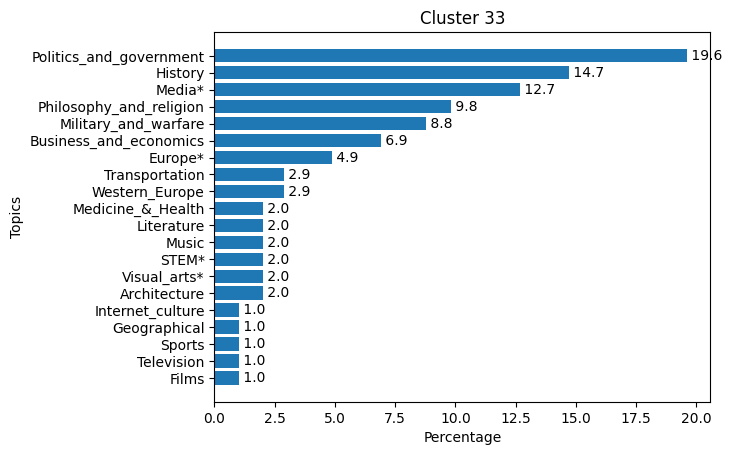 Cluster 33
Politics_and_government 19.6
History 14.7
Media* 12.7
Philosophy_and_religion 9.8
Military_and_warfare 8.8
Business_and_economics 6.9
Europe* 4.9
Transportation 2.9
Western_Europe 2.9
Medicine_&_Health 2.0
Literature 2.0
Music 2.0
STEM* 2.0
Visual_arts* 2.0
Architecture 2.0
Internet_culture 1.0
Geographical 1.0
Sports 1.0
Television 1.0
Films 1.0
Topics
0.0 2.5 5.0 7.5 10.0 12.5 15.0 17.5 20.0
Percentage